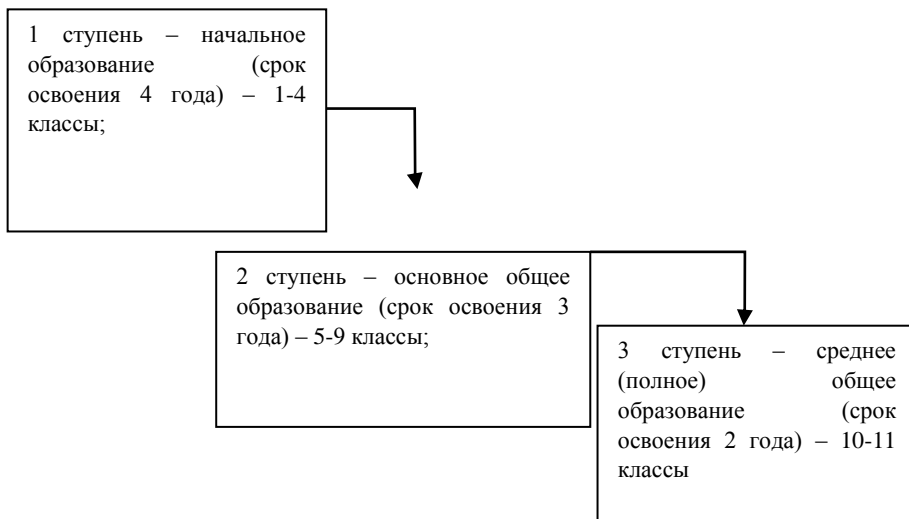 1 ступень – начальное
образование (срок
освоения 4 года) – 1-4
классы;
2 ступень – основное общее
образование (срок освоения 3
года) – 5-9 классы;
3 ступень – среднее
(полное) общее
образование (срок
освоения 2 года) – 10-11
классы